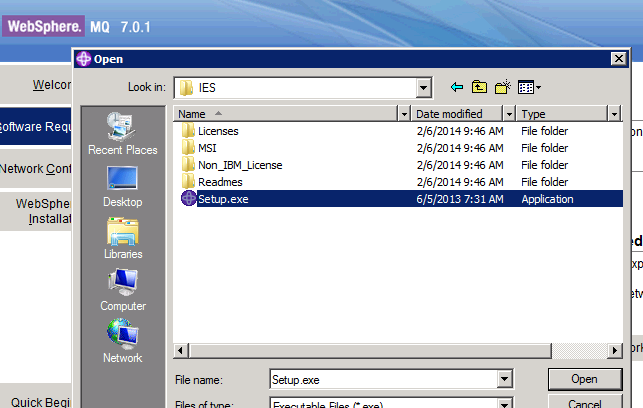 WebSphere. MQ 7.0.1
Open
Look in: IES
Welcom
Software Requ
Network Conf
WebSphe
Installat
Quick Begi
Recent Places
Desktop
Libraries
Computer
Network
Name Date modified Type
Licenses 2/6/2014 9:46 AM File folder
MSI 2/6/2014 9:46 AM File folder
Non_IBM_License 2/6/2014 9:46 AM File folder
Readmes 2/6/2014 9:46 AM File folder
Setup.exe 6/5/2013 7:31 AM Application
File name: Setup.exe Open
Files of type: Executable Files (*.exe) Cancel